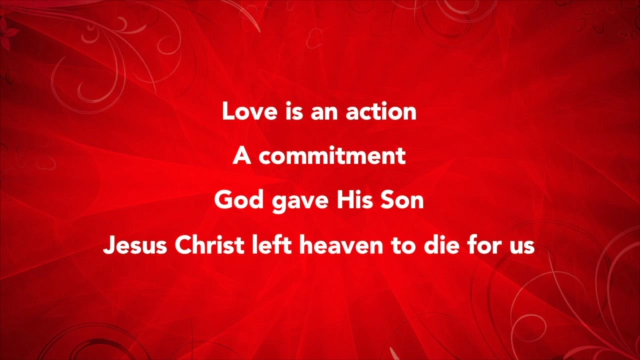 Love is an action
A commitment
God gave His Son
Jesus Christ left heaven to die for us